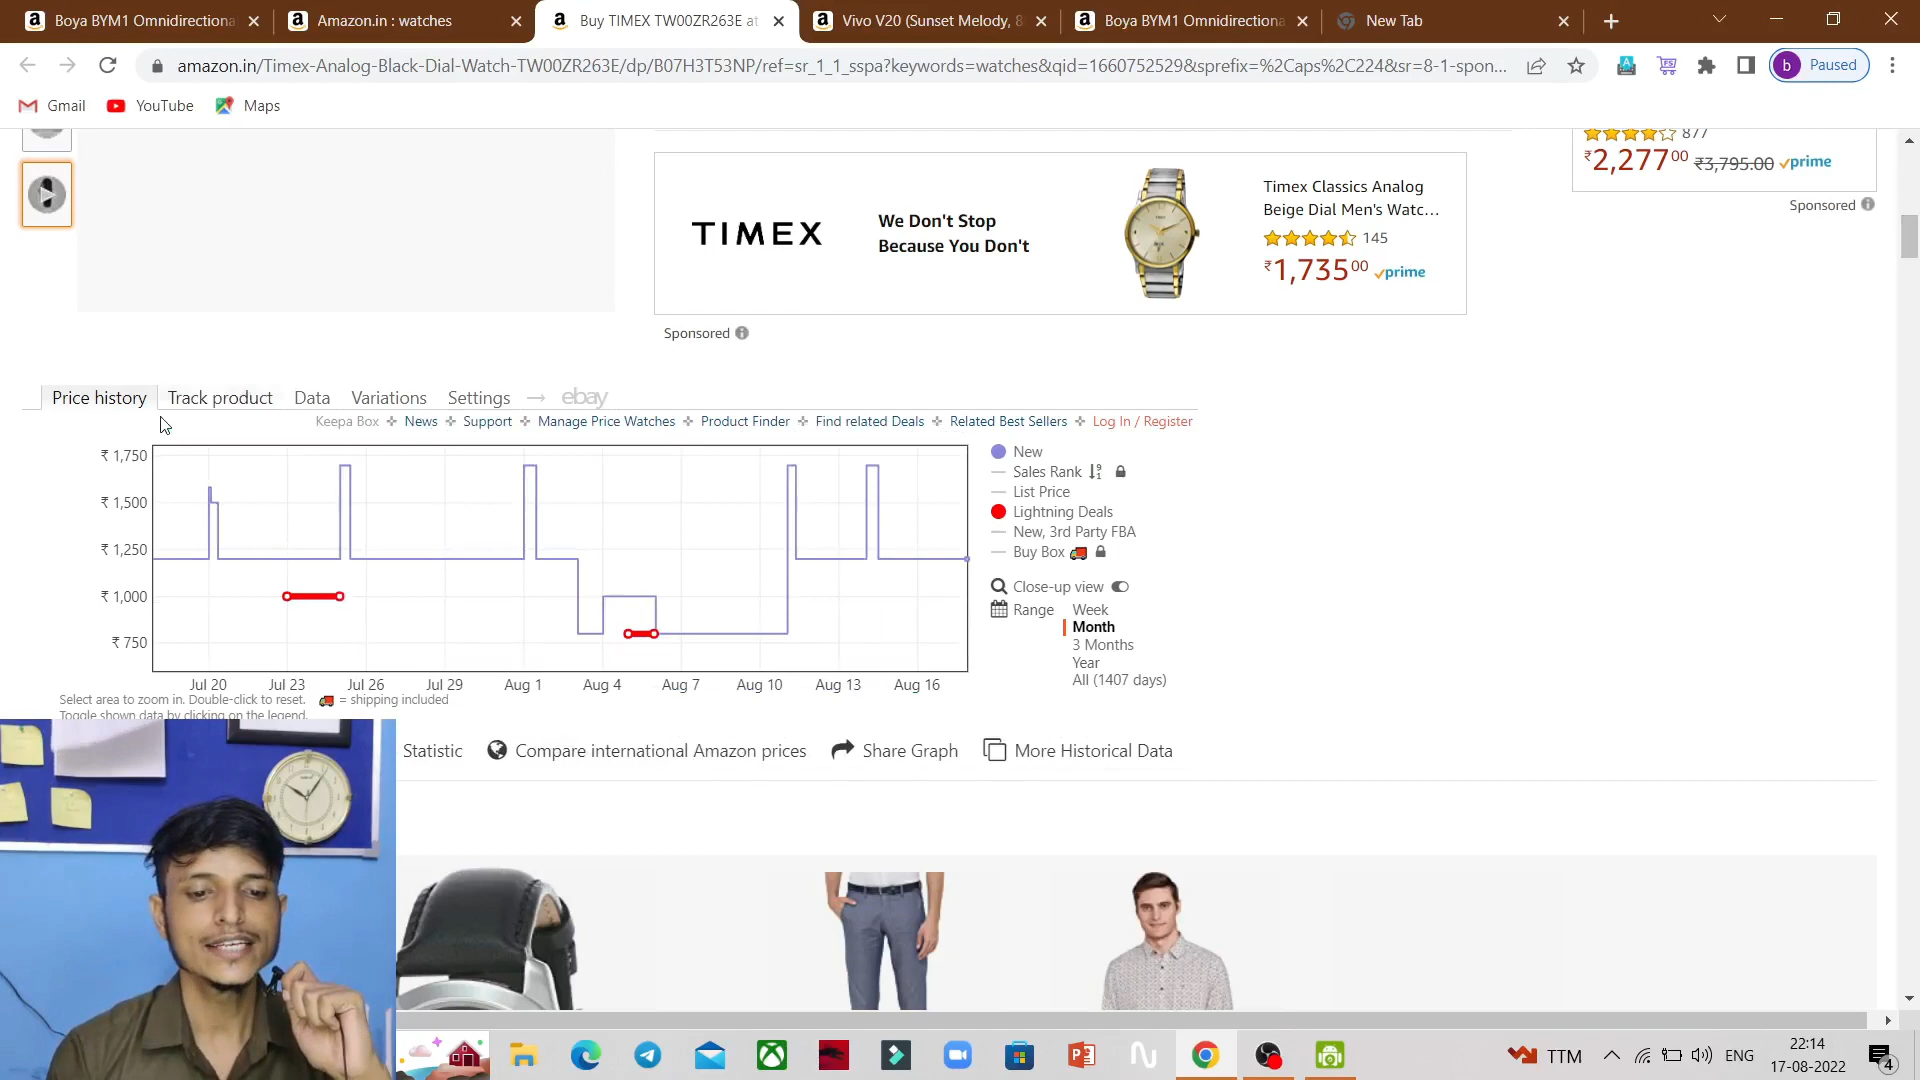 Boya BYM1 Omnidirectiona
Amazon.in : watches
Buy TIMEX TW00ZR263E at
Vivo V20 (Sunset Melody, 8
Boya BYM1 Omnidirectiona
New Tab
amazon.in/Timex-Analog-Black-Dial-Watch-TW00ZR263E/dp/B07H3T53NP/ref=sr_1_1_sspa?keywords=watches&qid=1660752529&sprefix=%2Caps%2C224&sr=8-1-spon...
b Paused
Gmail YouTube Maps
877
₹2,277.00 ₹3,795.00 prime
Sponsored
TIMEX
We Don't Stop
Because You Don't
Timex Classics Analog
Beige Dial Men's Watc...
145
₹1,735.00 prime
Sponsored
Price history Track product Data Variations Settings → ebay
Keepa Box News Support Manage Price Watches Product Finder Find related Deals Related Best Sellers Log In / Register
₹ 1,750
₹ 1,500
₹ 1,250
₹ 1,000
₹ 750
Jul 20 Jul 23 Jul 26 Jul 29 Aug 1 Aug 4 Aug 7 Aug 10 Aug 13 Aug 16
New
Sales Rank
List Price
Lightning Deals
New, 3rd Party FBA
Buy Box
Close-up view
Range
Week
Month
3 Months
Year
All (1407 days)
Select area to zoom in. Double-click to reset. = shipping included
Toggle shown data by clicking on the legend.
Statistic Compare international Amazon prices Share Graph More Historical Data
TTM
ENG
22:14
17-08-2022
4